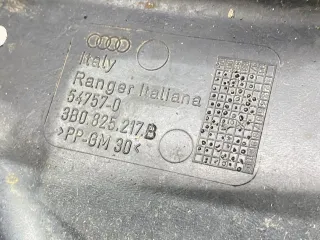 Italy
Ranger Italiana
54757-0
3B0.825.217.B
>PP-GM 30<